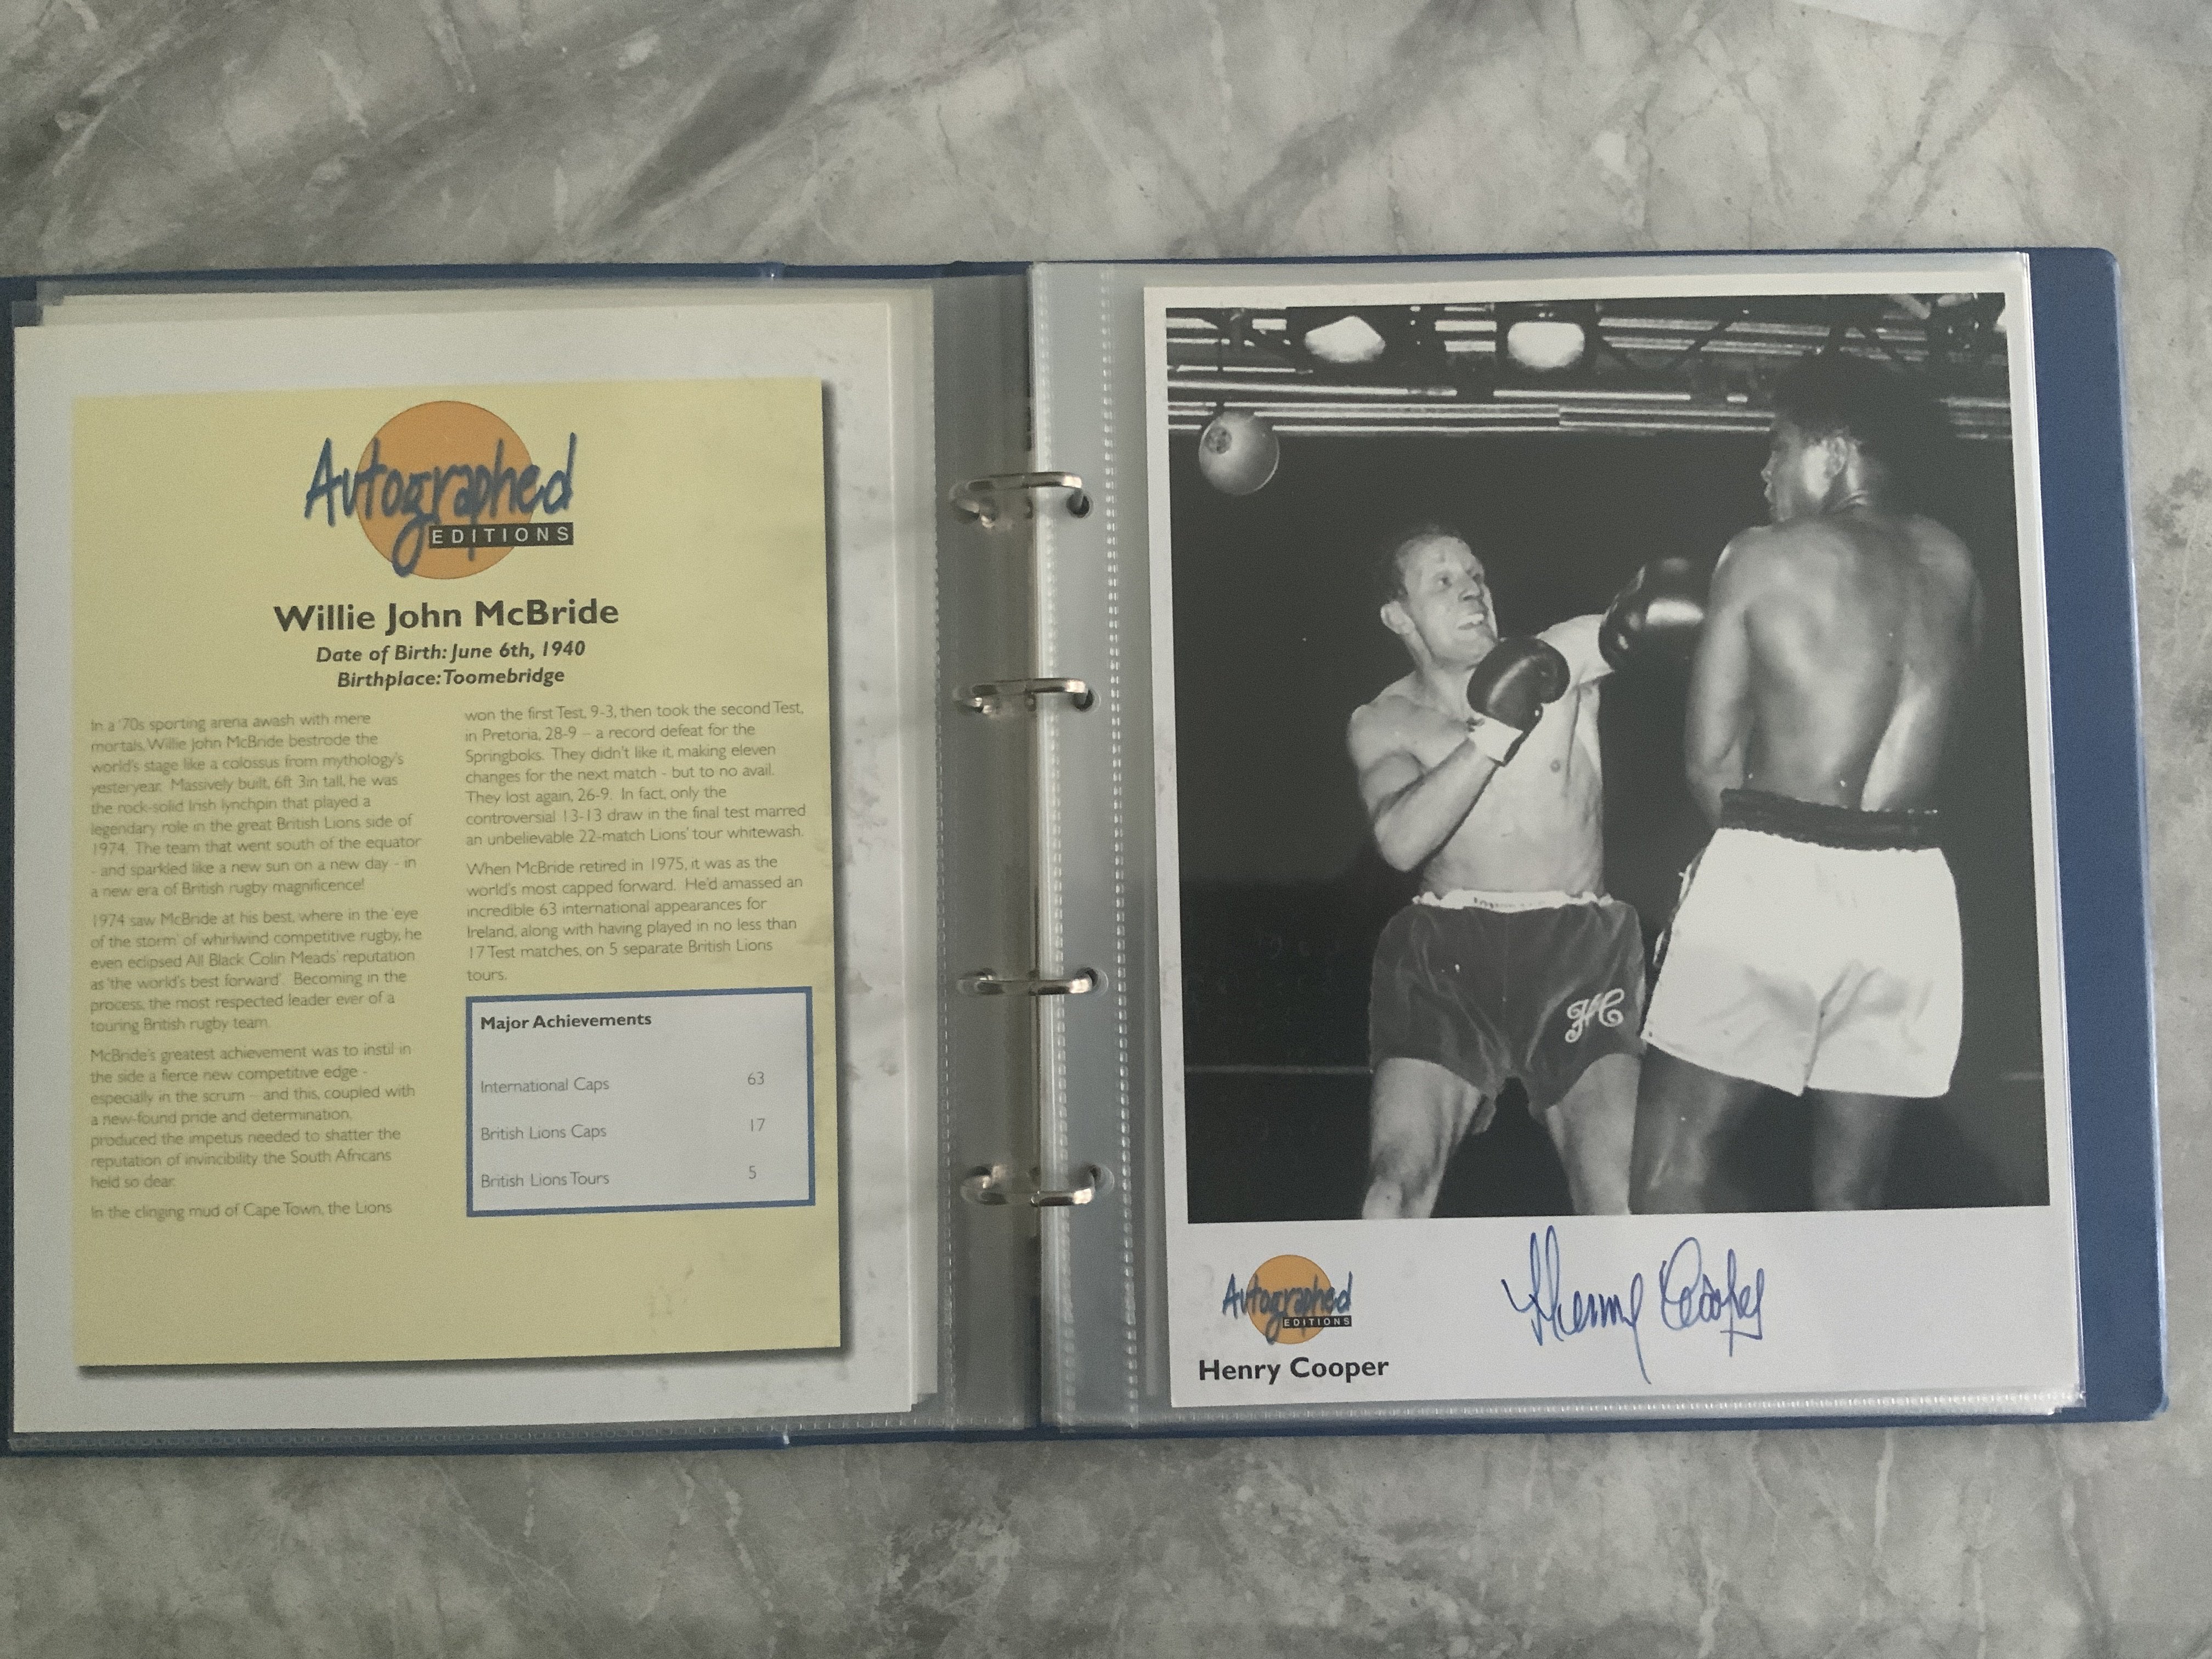 Autographed
EDITIONS
Willie John McBride
Date of Birth: June 6th, 1940
Birthplace: Toomebridge
In a '70s sporting arena awash with mere
mortals, Willie John McBride bestrode the
world's stage like a colossus from mythology's
yesteryear. Massively built, 6ft 3in tall, he was
the rock-solid Irish lynchpin that played a
legendary role in the great British Lions side of
1974. The team that went south of the equator
- and sparkled like a new sun on a new day - in
a new era of British rugby magnificence!
1974 saw McBride at his best, where in the 'eye
of the storm' of whirlwind competitive rugby, he
even eclipsed All Black Colin Meads' reputation
as 'the world's best forward'. Becoming in the
process, the most respected leader ever of a
touring British rugby team.
McBride's greatest achievement was to instil in
the side a fierce new competitive edge -
especially in the scrum - and this, coupled with
a new-found pride and determination,
produced the impetus needed to shatter the
reputation of invincibility the South Africans
held so dear.
In the clinging mud of Cape Town, the Lions
won the first Test, 9-3, then took the second Test,
in Pretoria, 28-9 – a record defeat for the
Springboks. They didn't like it, making eleven
changes for the next match - but to no avail.
They lost again, 26-9. In fact, only the
controversial 13-13 draw in the final test marred
an unbelievable 22-match Lions' tour whitewash.
When McBride retired in 1975, it was as the
world's most capped forward. He'd amassed an
incredible 63 international appearances for
Ireland, along with having played in no less than
17 Test matches, on 5 separate British Lions
tours.
Major Achievements
International Caps 63
British Lions Caps 17
British Lions Tours 5
HC
Autographed
EDITIONS
Henry Cooper
Henry Cooper